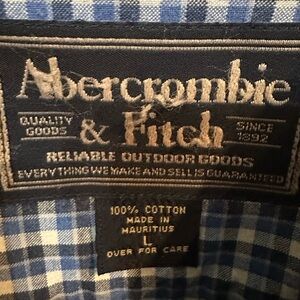 Abercrombie
QUALITY GOODS & Fitch SINCE 1892
RELIABLE OUTDOOR GOODS
EVERYTHING WE MAKE AND SELL IS GUARANTEED
100% COTTON
MADE IN
MAURITIUS
L
OVER FOR CARE